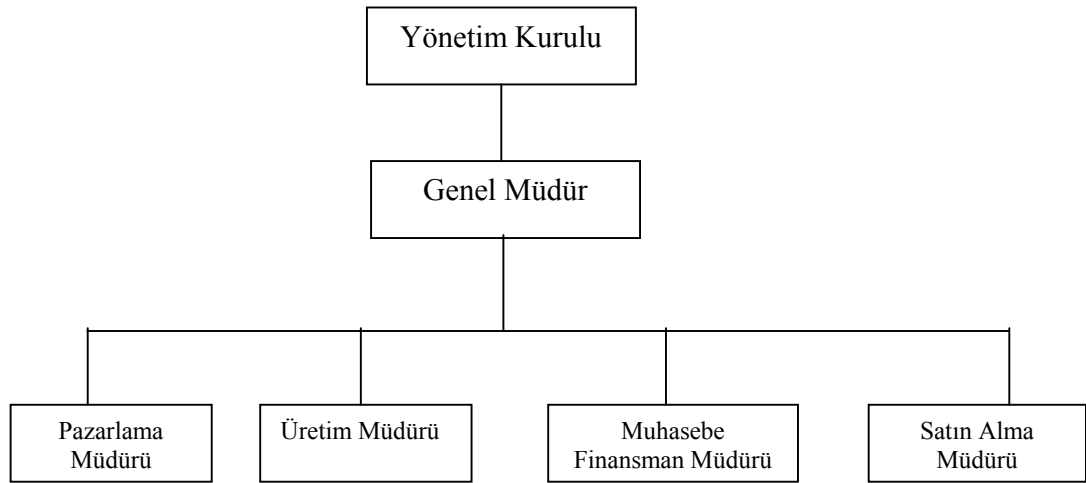 Yönetim Kurulu
Genel Müdür
Pazarlama
Müdürü
Üretim Müdürü
Muhasebe
Finansman Müdürü
Satın Alma
Müdürü